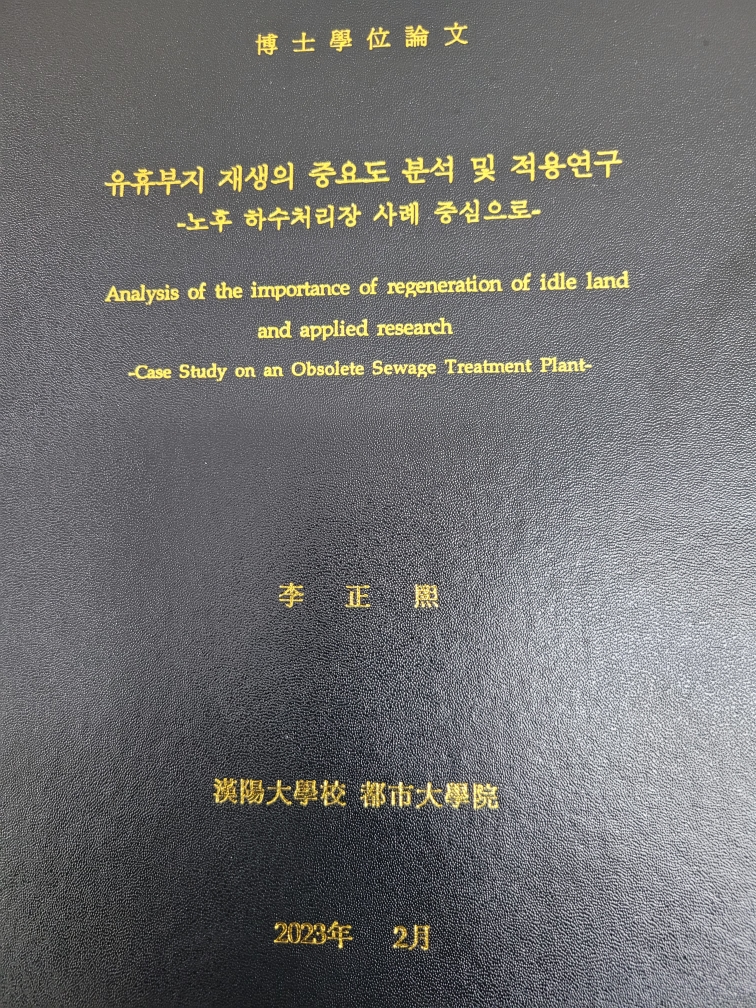 博士學位論文
유휴부지 재생의 중요도 분석 및 적용연구
-노후 하수처리장 사례 중심으로-
Analysis of the importance of regeneration of idle land
and applied research
-Case Study on an Obsolete Sewage Treatment Plant-
李正熙
漢陽大學校 都市大學院
2023年 2月